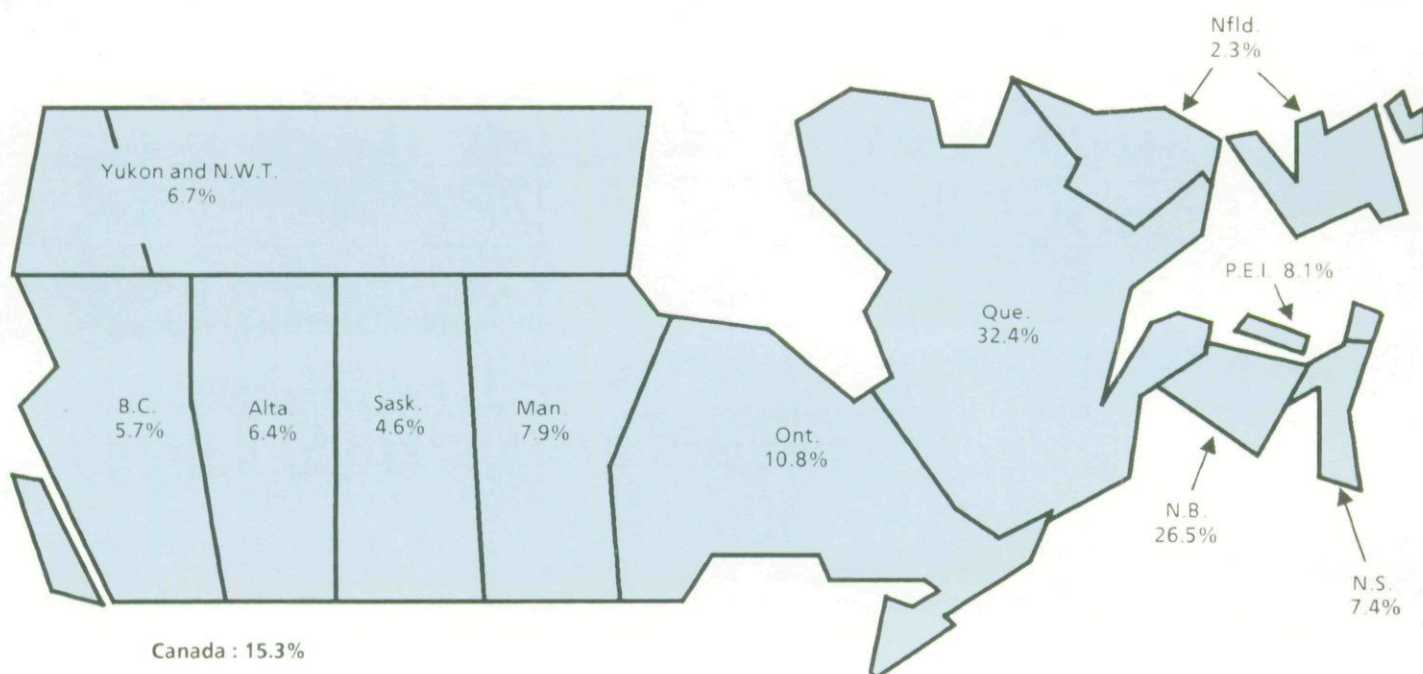 Nfld.
2.3%
Yukon and N.W.T.
6.7%
P.E.I. 8.1%
Que.
32.4%
B.C.
5.7%
Alta.
6.4%
Sask.
4.6%
Man.
7.9%
Ont.
10.8%
N.B.
26.5%
N.S.
7.4%
Canada : 15.3%